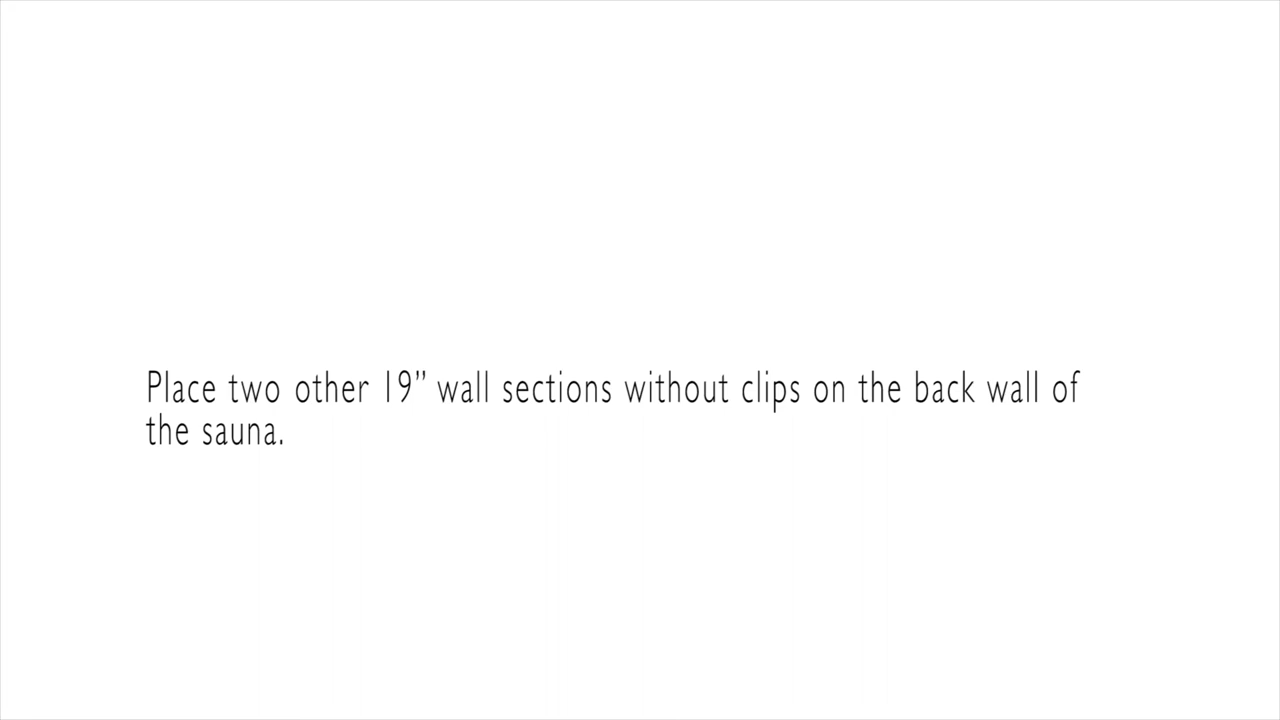 Place two other 19” wall sections without clips on the back wall of
the sauna.